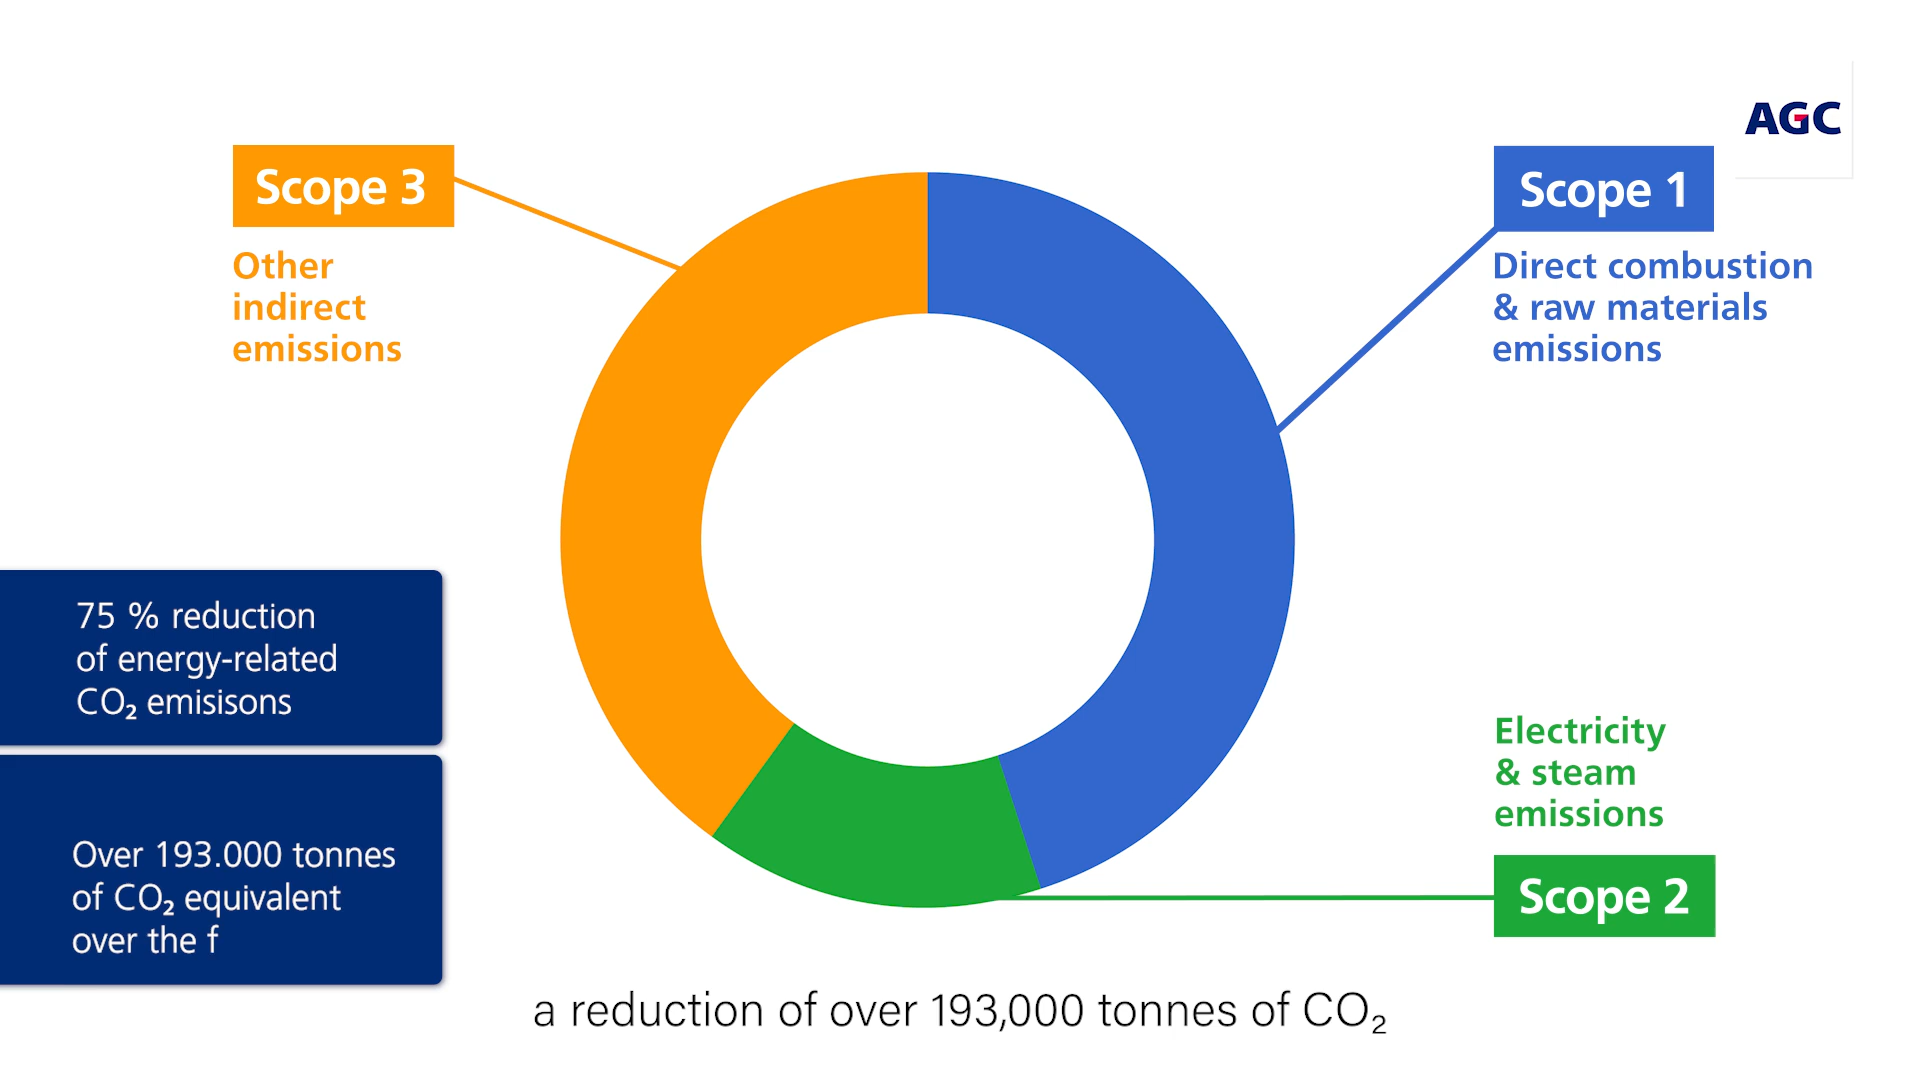 AGC
Scope 3
Other
indirect
emissions
Scope 1
Direct combustion
& raw materials
emissions
75 % reduction
of energy-related
CO₂ emisisons
Over 193.000 tonnes
of CO₂ equivalent
over the f
Electricity
& steam
emissions
Scope 2
a reduction of over 193,000 tonnes of CO₂